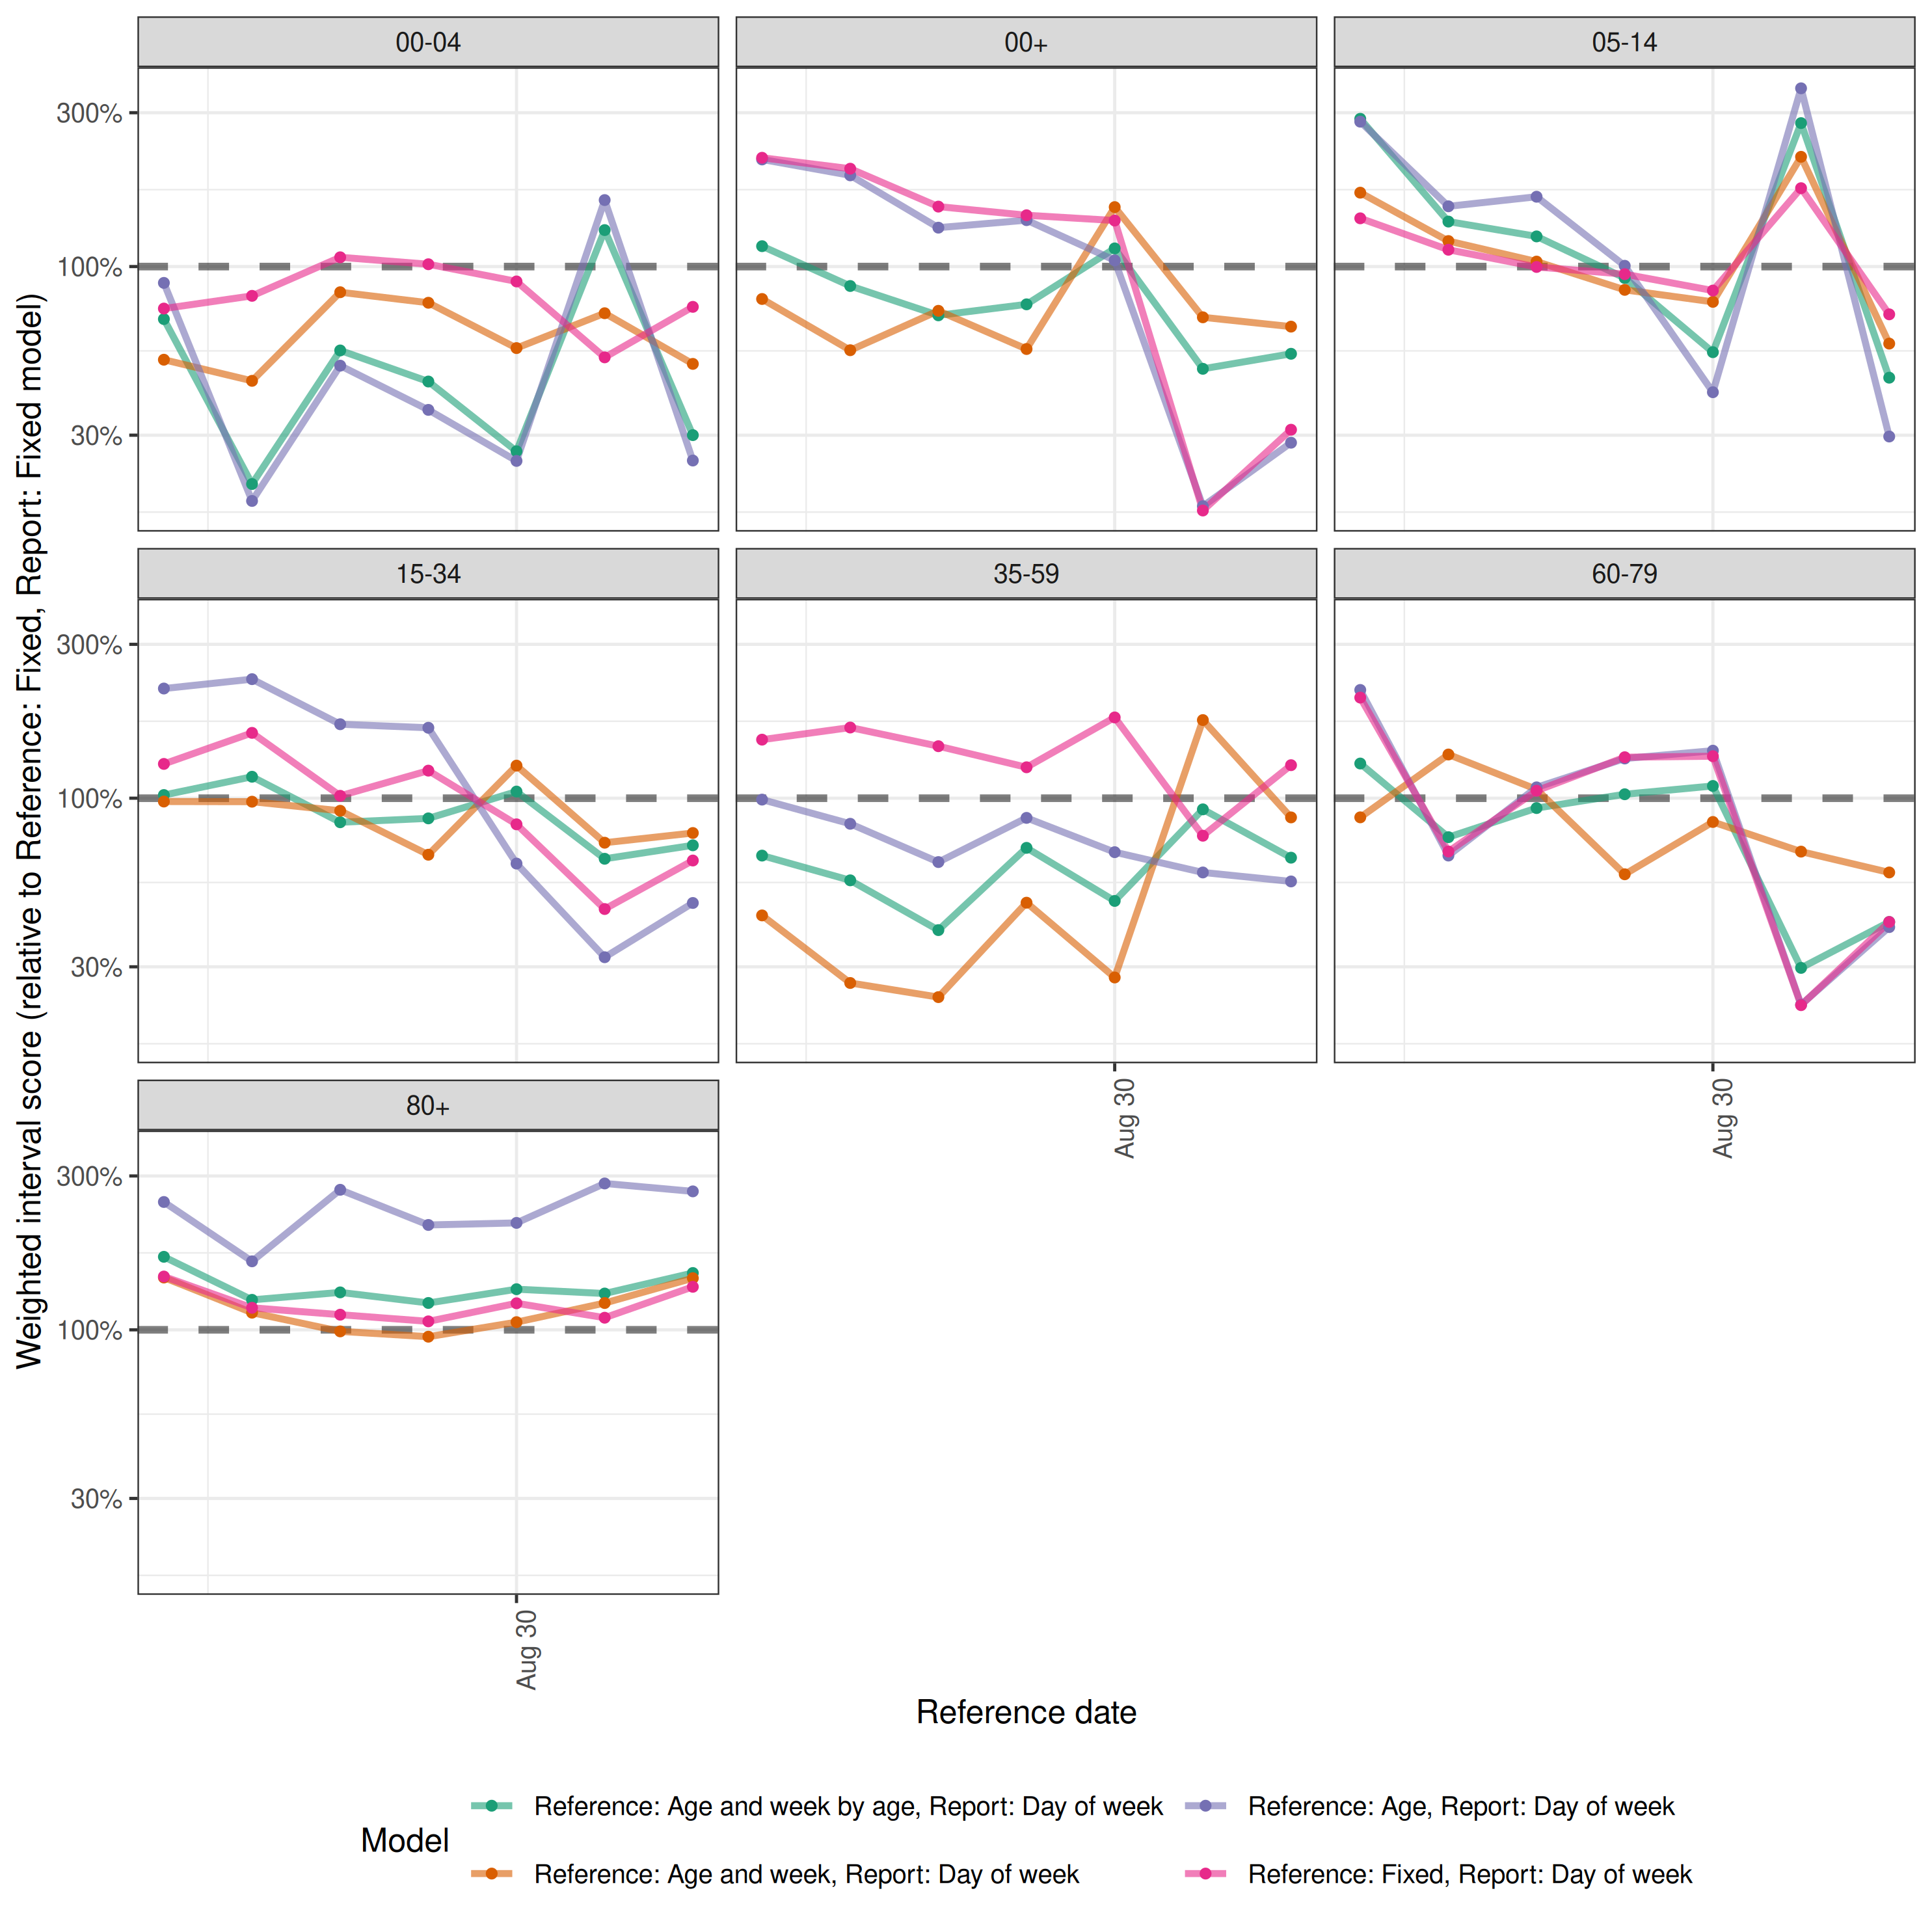 00-04
00+
05-14
300%
100%
30%
15-34
35-59
60-79
300%
100%
30%
Aug 30
Aug 30
80+
300%
100%
30%
Aug 30
Weighted interval score (relative to Reference: Fixed, Report: Fixed model)
Reference date
Model
Reference: Age and week by age, Report: Day of week
Reference: Age, Report: Day of week
Reference: Age and week, Report: Day of week
Reference: Fixed, Report: Day of week